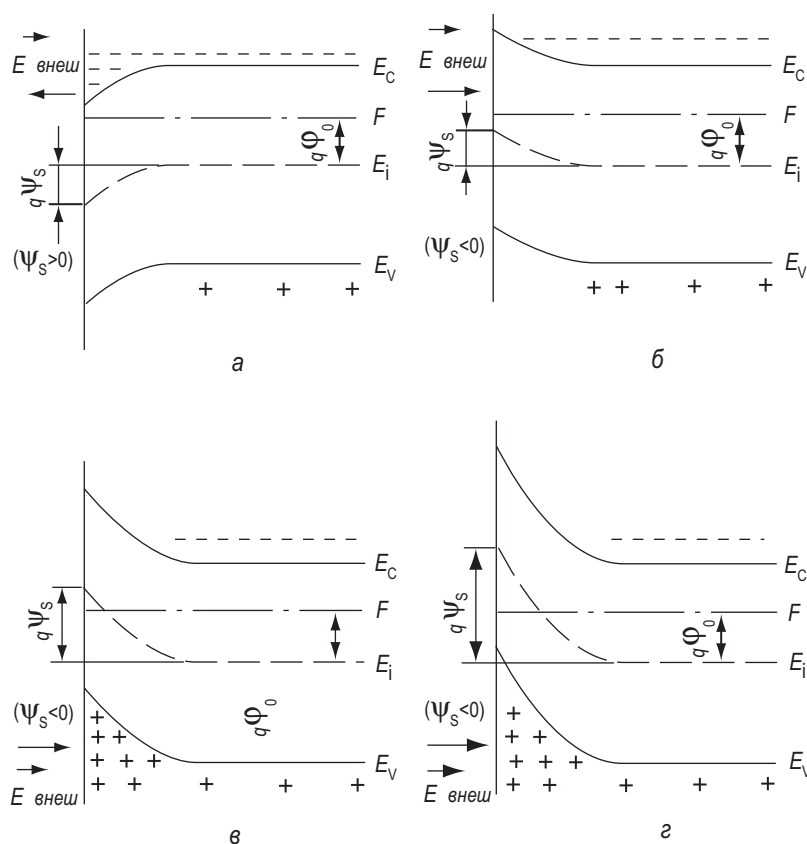 E внеш
E_C
F
qφ_0
E_i
qψ_s
(ψ_s>0)
E_V
+ + +
а
E внеш
E_C
F
qφ_0
E_i
qψ_s
(ψ_s<0)
E_V
+ + + + +
б
E_C
F
qψ_s
E_i
(ψ_s<0)
qφ_0
+
+ +
+ + +
E_V
+ + + + +
E внеш
в
E_C
F
qψ_s
qφ_0
E_i
(ψ_s<0)
+
+ +
+ + +
E_V
+ + + + +
E внеш
г